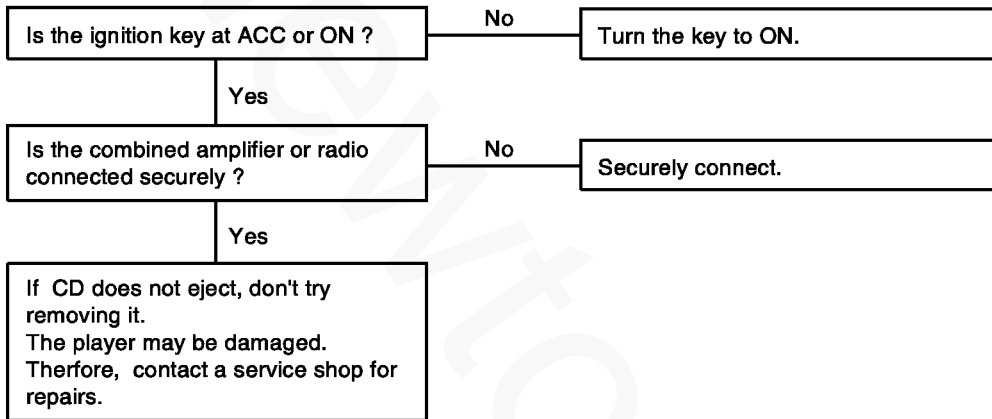 Is the ignition key at ACC or ON ?
No
Turn the key to ON.
Yes
Is the combined amplifier or radio
connected securely ?
No
Securely connect.
Yes
If CD does not eject, don't try
removing it.
The player may be damaged.
Therfore, contact a service shop for
repairs.